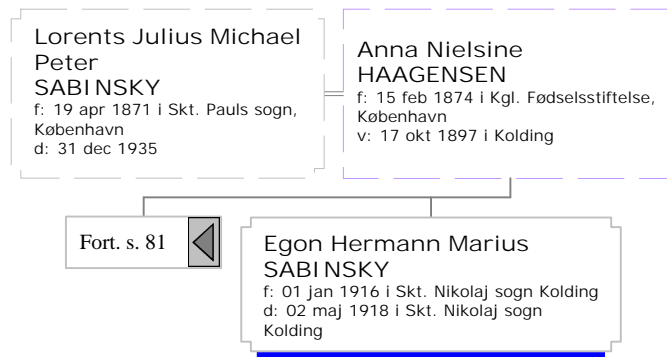 Lorents Julius Michael
Peter
SABINSKY
f: 19 apr 1871 i Skt. Pauls sogn,
København
d: 31 dec 1935
Anna Nielsine
HAAGENSEN
f: 15 feb 1874 i Kgl. Fødselsstiftelse,
København
v: 17 okt 1897 i Kolding
Fort. s. 81
Egon Hermann Marius
SABINSKY
f: 01 jan 1916 i Skt. Nikolaj sogn Kolding
d: 02 maj 1918 i Skt. Nikolaj sogn
Kolding